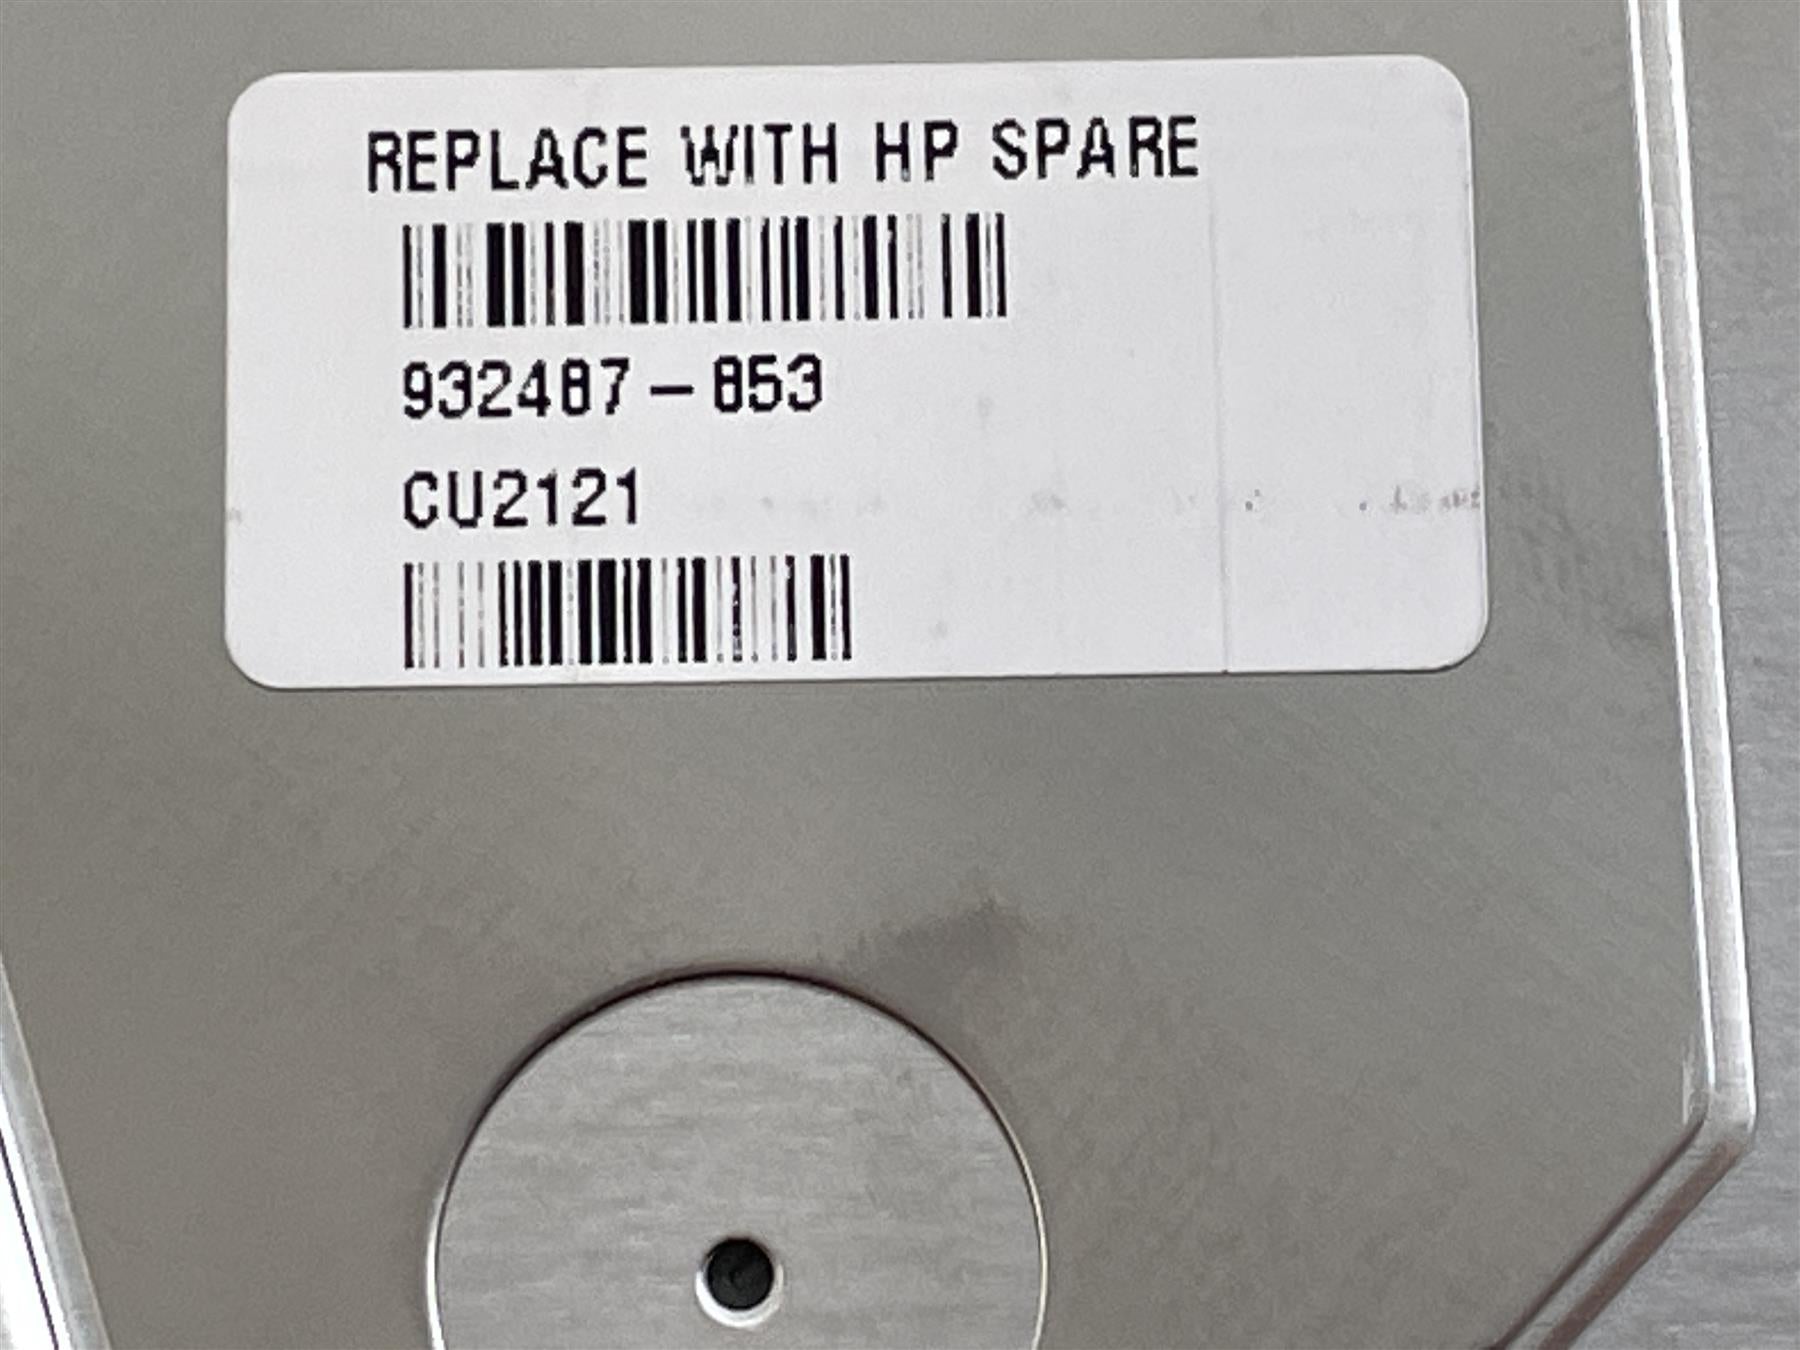 REPLACE WITH HP SPARE
932487-853
CU2121